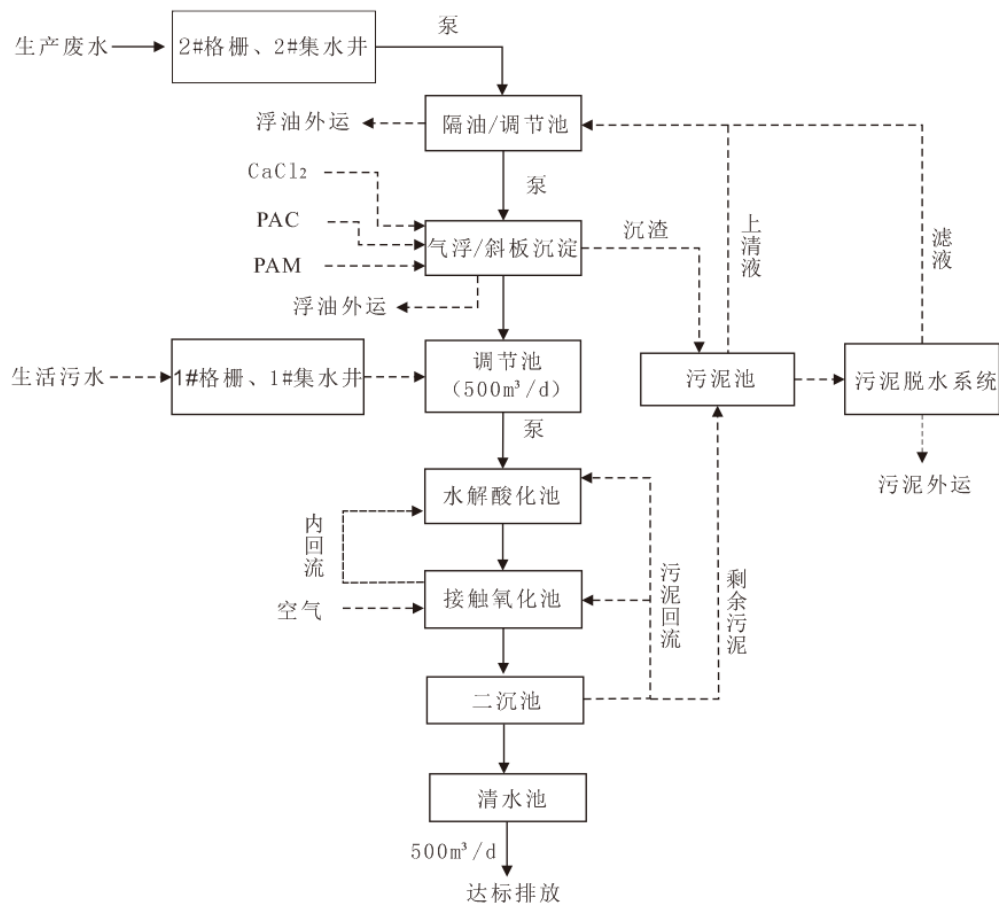 生产废水
2#格栅、2#集水井
泵
浮油外运
隔油/调节池
CaCl₂
泵
PAC
气浮/斜板沉淀
沉渣
上清液
滤液
PAM
浮油外运
生活污水
1#格栅、1#集水井
调节池
（500m³/d）
污泥池
污泥脱水系统
泵
污泥外运
水解酸化池
内回流
接触氧化池
空气
污泥回流
剩余污泥
二沉池
清水池
500m³/d
达标排放